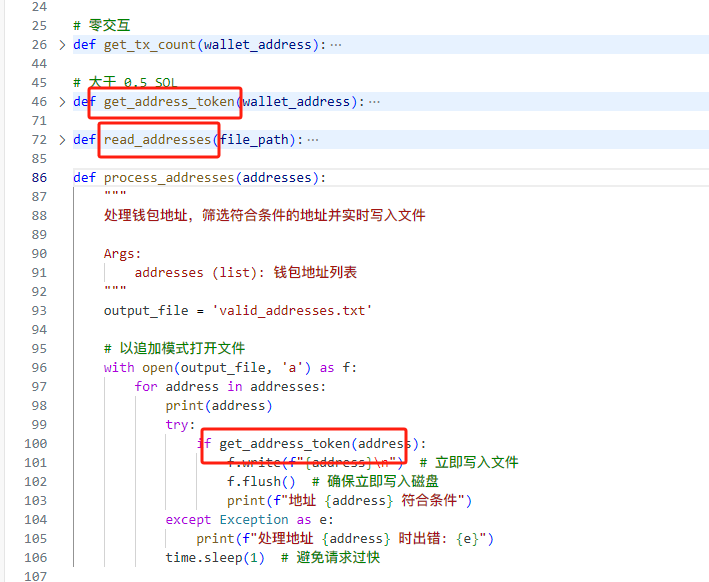 24
25 # 零交互
26 def get_tx_count(wallet_address):···
44
45 # 大于 0.5 SOL
46 def get_address_token(wallet_address):···
71
72 def read_addresses(file_path):···
85
86 def process_addresses(addresses):
87 """
88 处理钱包地址，筛选符合条件的地址并实时写入文件
89
90 Args:
91 addresses (list): 钱包地址列表
92 """
93 output_file = 'valid_addresses.txt'
94
95 # 以追加模式打开文件
96 with open(output_file, 'a') as f:
97 for address in addresses:
98 print(address)
99 try:
100 if get_address_token(address):
101 f.write(f"{address}\n") # 立即写入文件
102 f.flush() # 确保立即写入磁盘
103 print(f"地址 {address} 符合条件")
104 except Exception as e:
105 print(f"处理地址 {address} 时出错: {e}")
106 time.sleep(1) # 避免请求过快
107